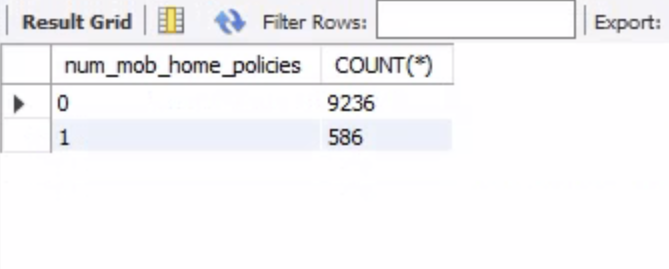 Result Grid Filter Rows: Export:
num_mob_home_policies COUNT(*)
0 9236
1 586